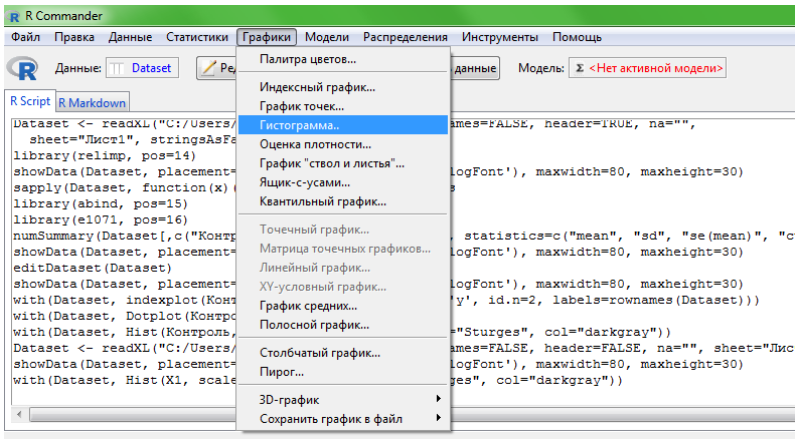 R Commander
Файл Правка Данные Статистики Графики Модели Распределения Инструменты Помощь
Данные: Dataset Ре данные Модель: Σ <Нет активной модели>
R Script R Markdown
Палитра цветов...
Индексный график...
График точек...
Гистограмма..
Оценка плотности...
График "ствол и листья"...
Ящик-с-усами...
Квантильный график...
Точечный график...
Матрица точечных графиков...
Линейный график...
XY-условный график...
График средних...
Полосной график...
Столбчатый график...
Пирог...
3D-график
Сохранить график в файл
Dataset <- readXL("C:/Users/ ames=FALSE, header=TRUE, na="",
sheet="Лист1", stringsAsFa
library(relimp, pos=14)
showData(Dataset, placement= logFont'), maxwidth=80, maxheight=30)
sapply(Dataset, function(x)( s
library(abind, pos=15)
library(e1071, pos=16)
numSummary(Dataset[,c("Контр , statistics=c("mean", "sd", "se(mean)", "c
showData(Dataset, placement= logFont'), maxwidth=80, maxheight=30)
editDataset(Dataset)
showData(Dataset, placement= logFont'), maxwidth=80, maxheight=30)
with(Dataset, indexplot(Конт 'y', id.n=2, labels=rownames(Dataset)))
with(Dataset, Dotplot(Контро
with(Dataset, Hist(Контроль, ="Sturges", col="darkgray"))
Dataset <- readXL("C:/Users/ ames=FALSE, header=FALSE, na="", sheet="Лис
showData(Dataset, placement= logFont'), maxwidth=80, maxheight=30)
with(Dataset, Hist(X1, scale ges", col="darkgray"))